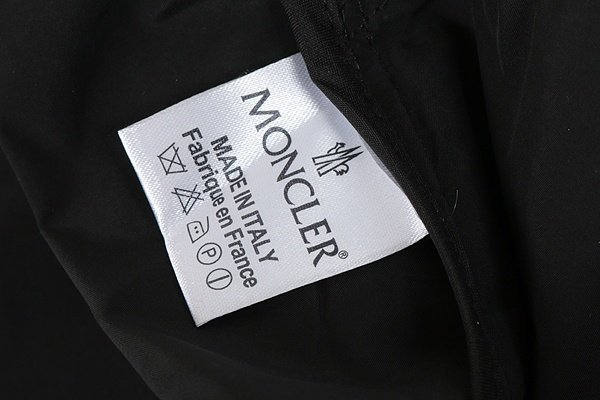 MONCLER®
MADE IN ITALY
Fabriqué en France
P